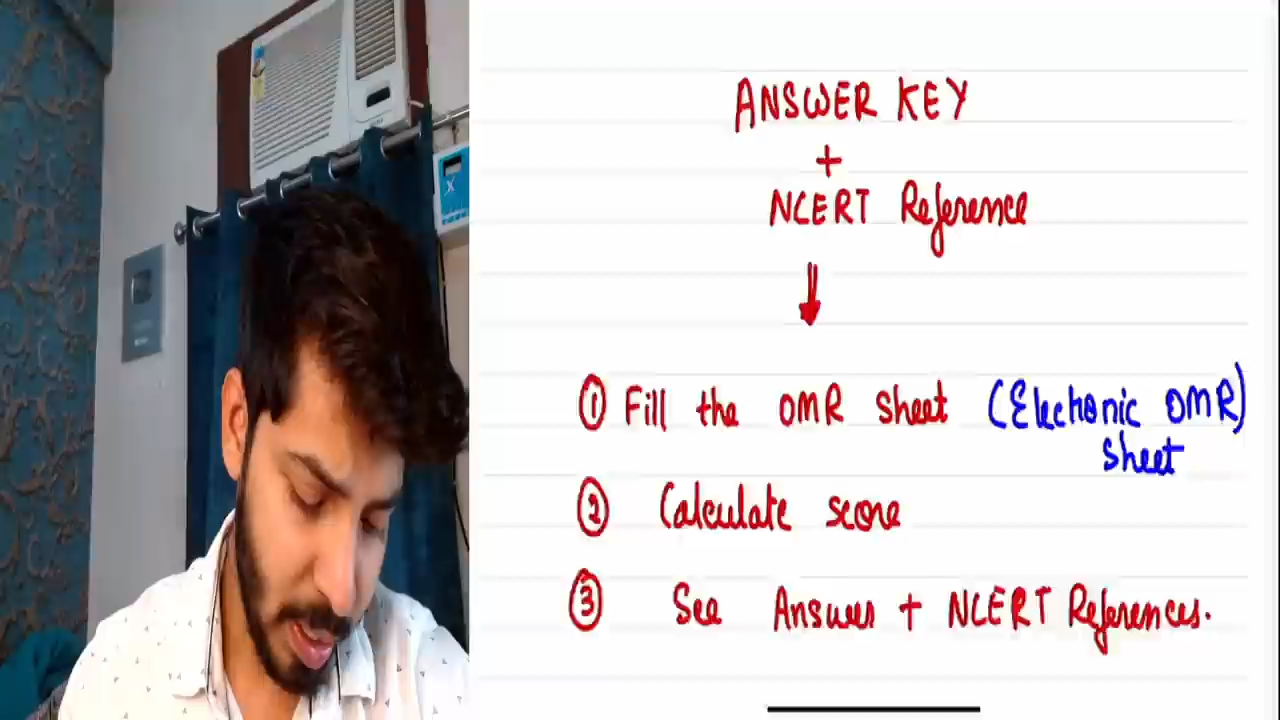 ANSWER KEY
+
NCERT Reference
① Fill the OMR sheet (Electronic OMR)
sheet
② Calculate score
③ See Answers + NCERT References.